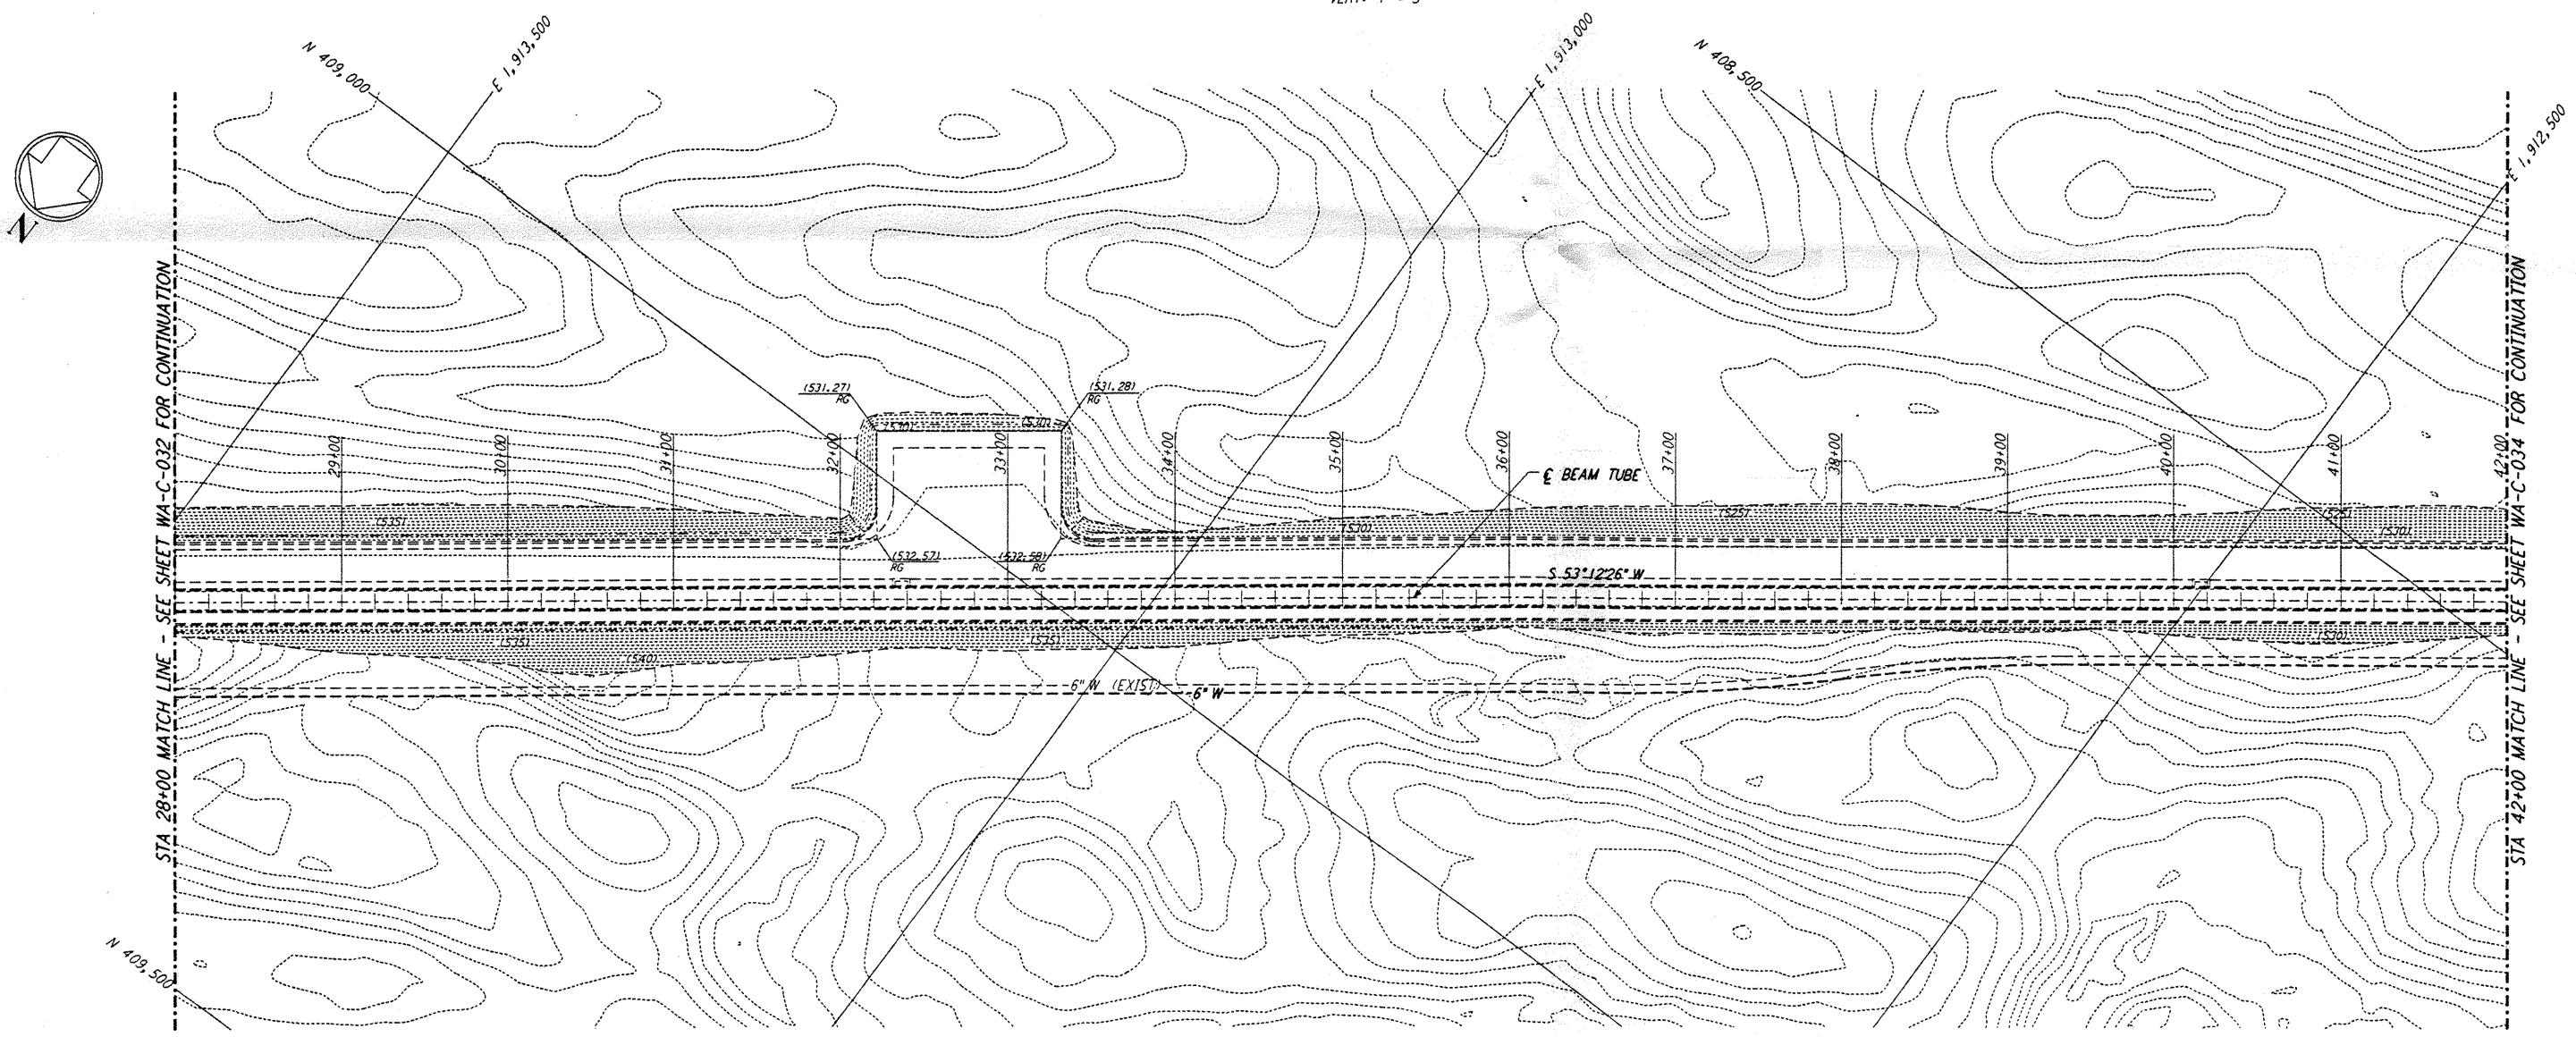 N 409,000
E 1,913,500
E 1,913,000
N 408,500
E 1,912,500
N
STA 28+00 MATCH LINE - SEE SHEET WA-C-032 FOR CONTINUATION
(531.27)
RG
(531.28)
RG
(530)
(530)
29+00
30+00
31+00
32+00
33+00
34+00
35+00
36+00
37+00
38+00
39+00
40+00
41+00
42+00
℄ BEAM TUBE
(535)
(530)
(525)
(525)
(530)
(532.57)
RG
(532.58)
RG
S 53°12'26" W
(535)
(540)
(535)
(530)
6" W (EXIST)
6" W
N 409,500
STA 42+00 MATCH LINE - SEE SHEET WA-C-034 FOR CONTINUATION